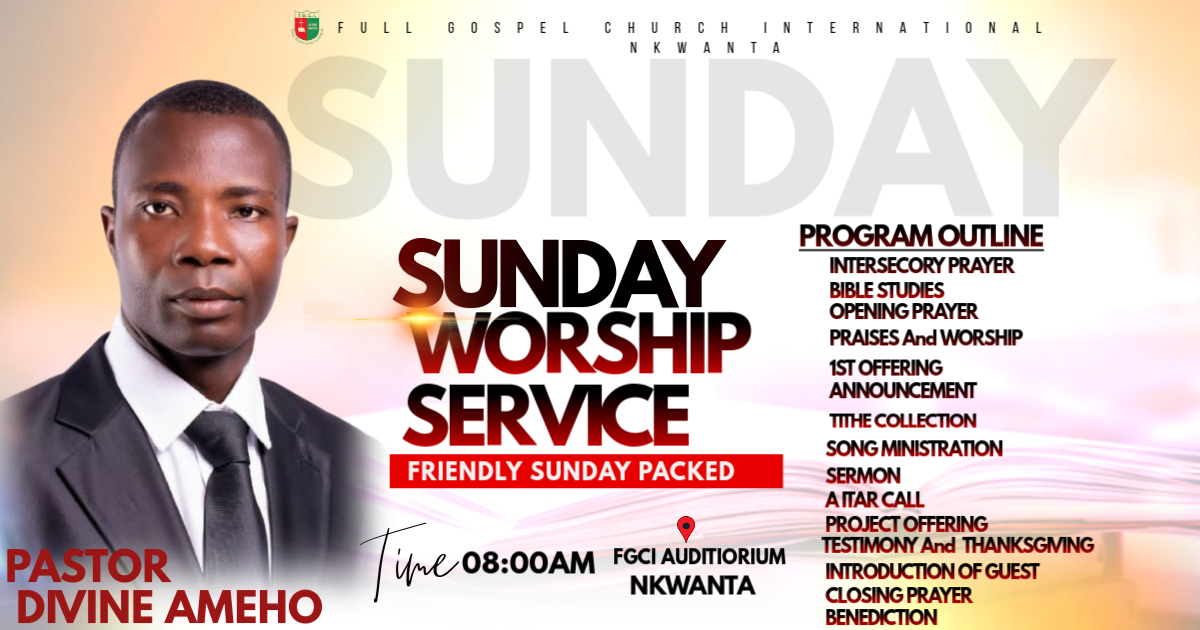 FULL GOSPEL CHURCH INTERNATIONAL
NKWANTA
SUNDAY
SUNDAY
WORSHIP
SERVICE
FRIENDLY SUNDAY PACKED
Time 08:00AM
FGCI AUDITIORIUM
NKWANTA
PASTOR
DIVINE AMEHO
PROGRAM OUTLINE
INTERSECORY PRAYER
BIBLE STUDIES
OPENING PRAYER
PRAISES And WORSHIP
1ST OFFERING
ANNOUNCEMENT
TITHE COLLECTION
SONG MINISTRATION
SERMON
A ITAR CALL
PROJECT OFFERING
TESTIMONY And THANKSGIVING
INTRODUCTION OF GUEST
CLOSING PRAYER
BENEDICTION